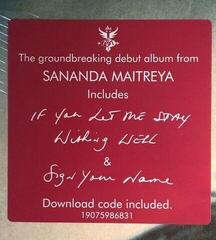 The groundbreaking debut album from
SANANDA MAITREYA
Includes
IF YOU LET ME STAY
Wishing WELL
&
Sign Your Name
Download code included.
19075986831